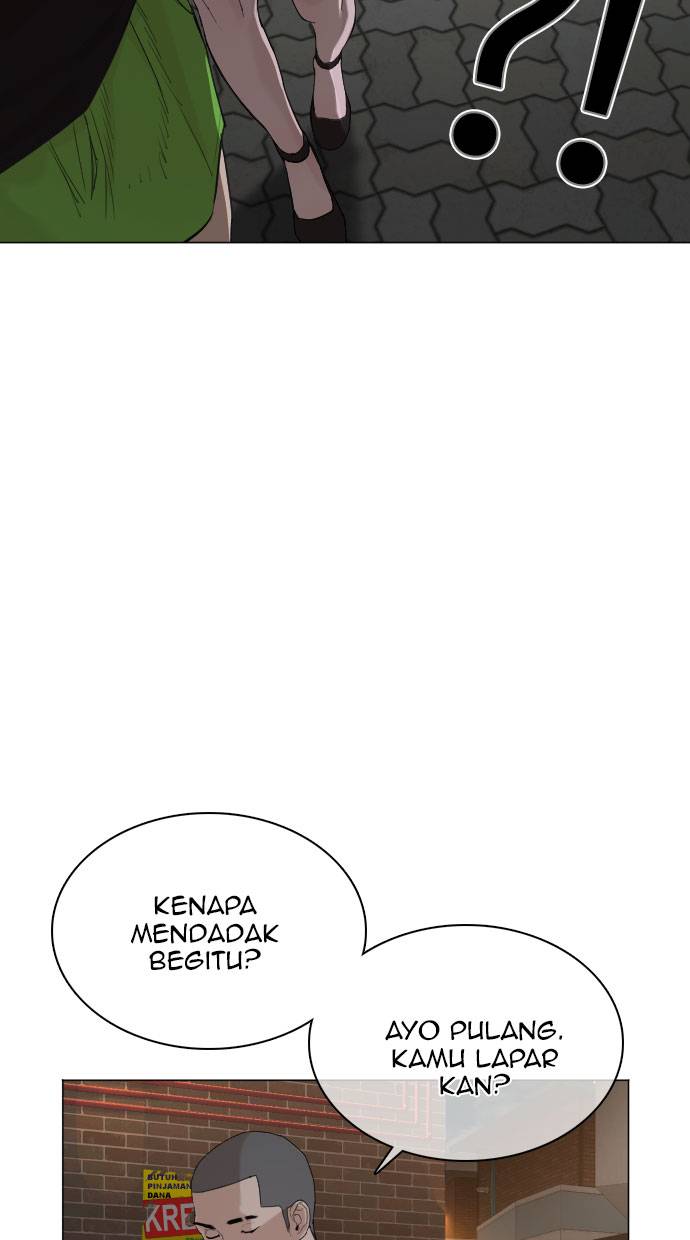 ?!
KENAPA
MENDADAK
BEGITU?
AYO PULANG,
KAMU LAPAR
KAN?
BUTUH
PINJAMAN
DANA
KRE